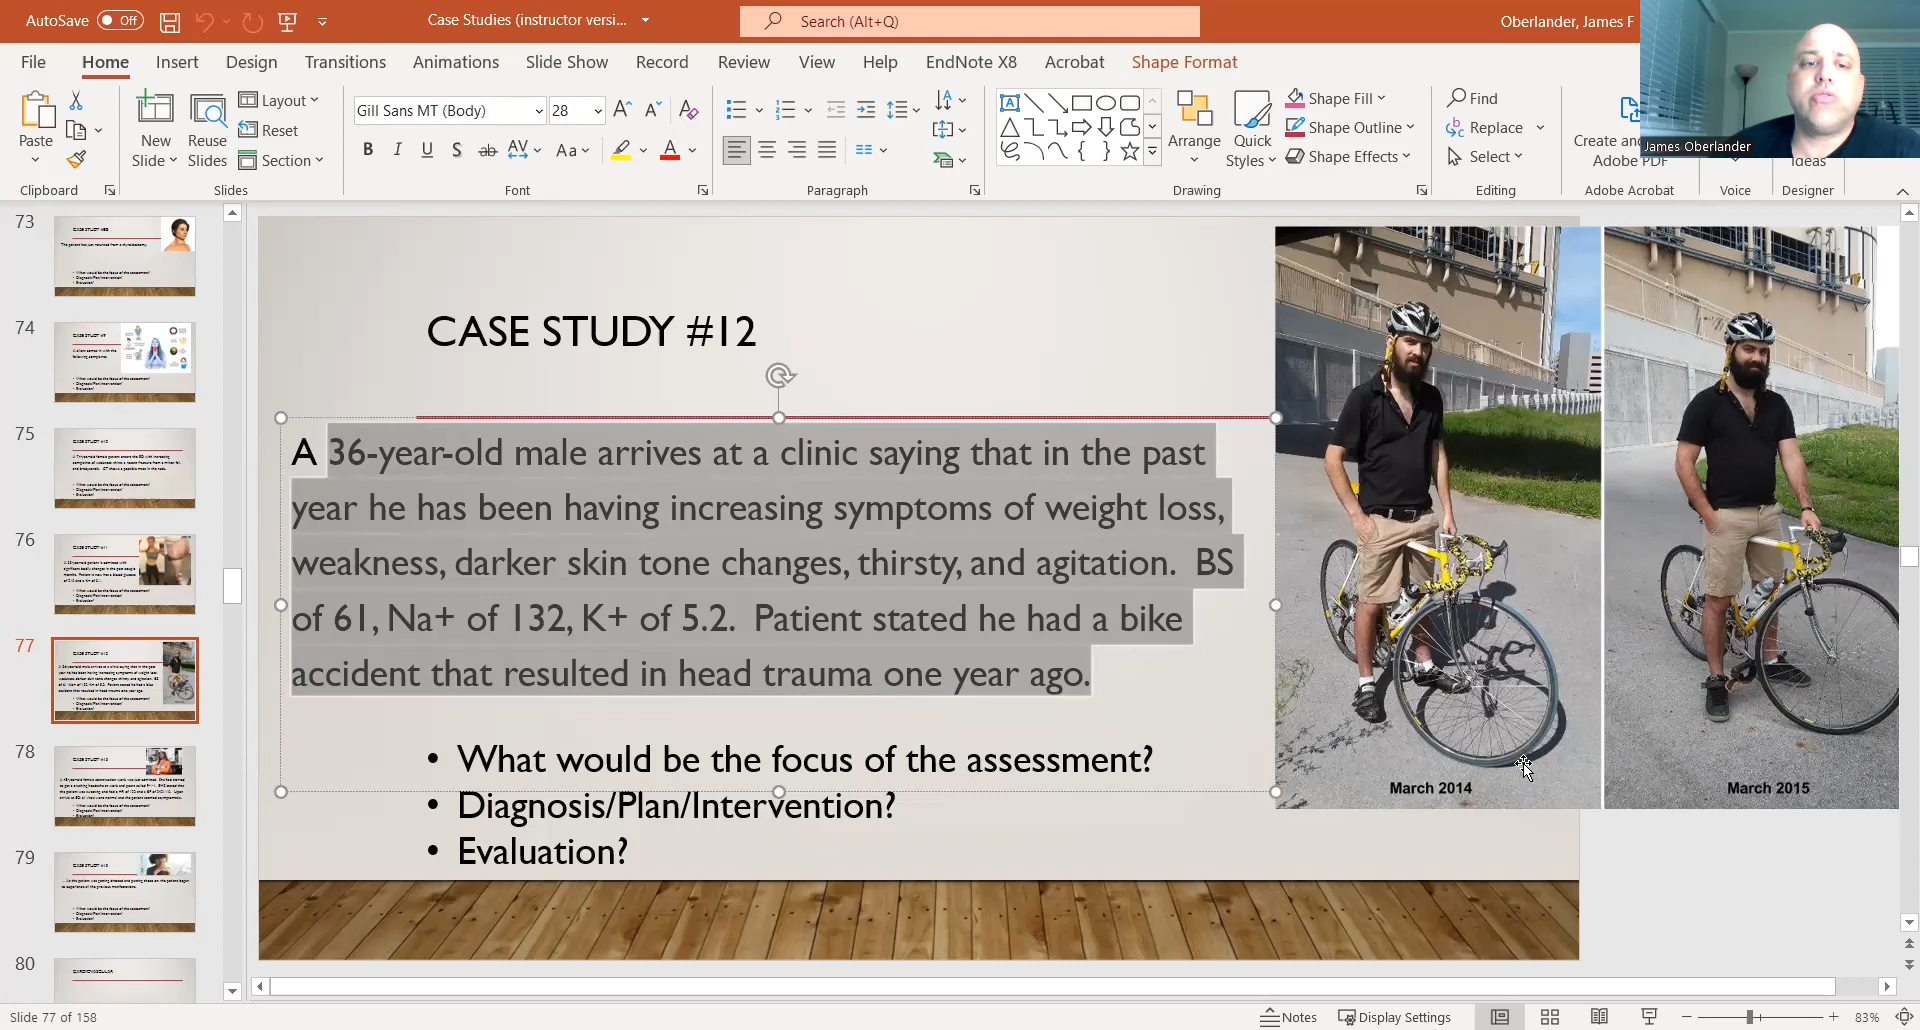 AutoSave Off
Case Studies (instructor versi...
Search (Alt+Q)
Oberlander, James F
File Home Insert Design Transitions Animations Slide Show Record Review View Help EndNote X8 Acrobat Shape Format
Paste
Clipboard
New Slide
Reuse Slides
Layout
Reset
Section
Slides
Gill Sans MT (Body) 28
B I U S ab AV Aa A
Font
Paragraph
Arrange
Quick Styles
Shape Fill
Shape Outline
Shape Effects
Drawing
Find
Replace
Select
Editing
Create an
Adobe PDF
Adobe Acrobat
Voice
Ideas
Designer
James Oberlander
73
74
75
76
77
78
79
80
CASE STUDY #12
A 36-year-old male arrives at a clinic saying that in the past
year he has been having increasing symptoms of weight loss,
weakness, darker skin tone changes, thirsty, and agitation. BS
of 61, Na+ of 132, K+ of 5.2. Patient stated he had a bike
accident that resulted in head trauma one year ago.
• What would be the focus of the assessment?
• Diagnosis/Plan/Intervention?
• Evaluation?
March 2014
March 2015
Slide 77 of 158
Notes
Display Settings
83%